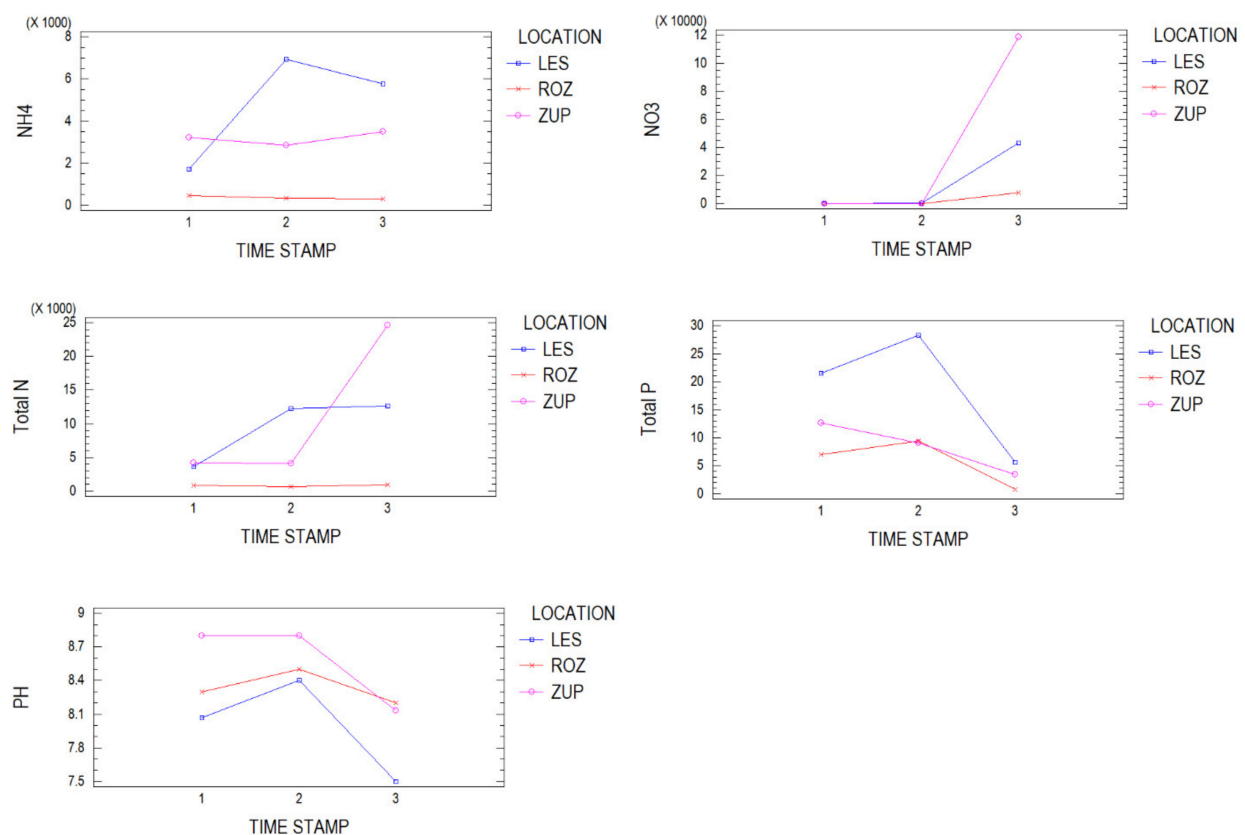 (X 1000)
8
6
4
2
0
NH4
1 2 3
TIME STAMP
LOCATION
LES
ROZ
ZUP
(X 10000)
12
10
8
6
4
2
0
NO3
1 2 3
TIME STAMP
LOCATION
LES
ROZ
ZUP
(X 1000)
25
20
15
10
5
0
Total N
1 2 3
TIME STAMP
LOCATION
LES
ROZ
ZUP
30
25
20
15
10
5
0
Total P
1 2 3
TIME STAMP
LOCATION
LES
ROZ
ZUP
9
8.7
8.4
8.1
7.8
7.5
PH
1 2 3
TIME STAMP
LOCATION
LES
ROZ
ZUP